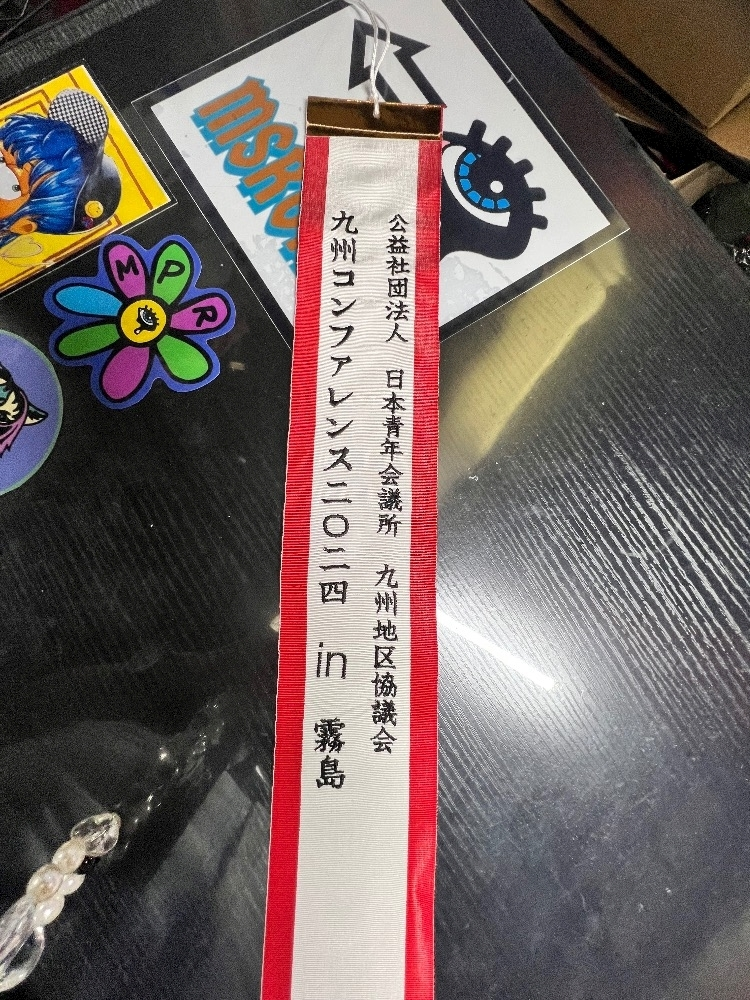 公益社団法人 日本青年会議所 九州地区協議会
九州コンファレンス二〇二四 in 霧島
MPR